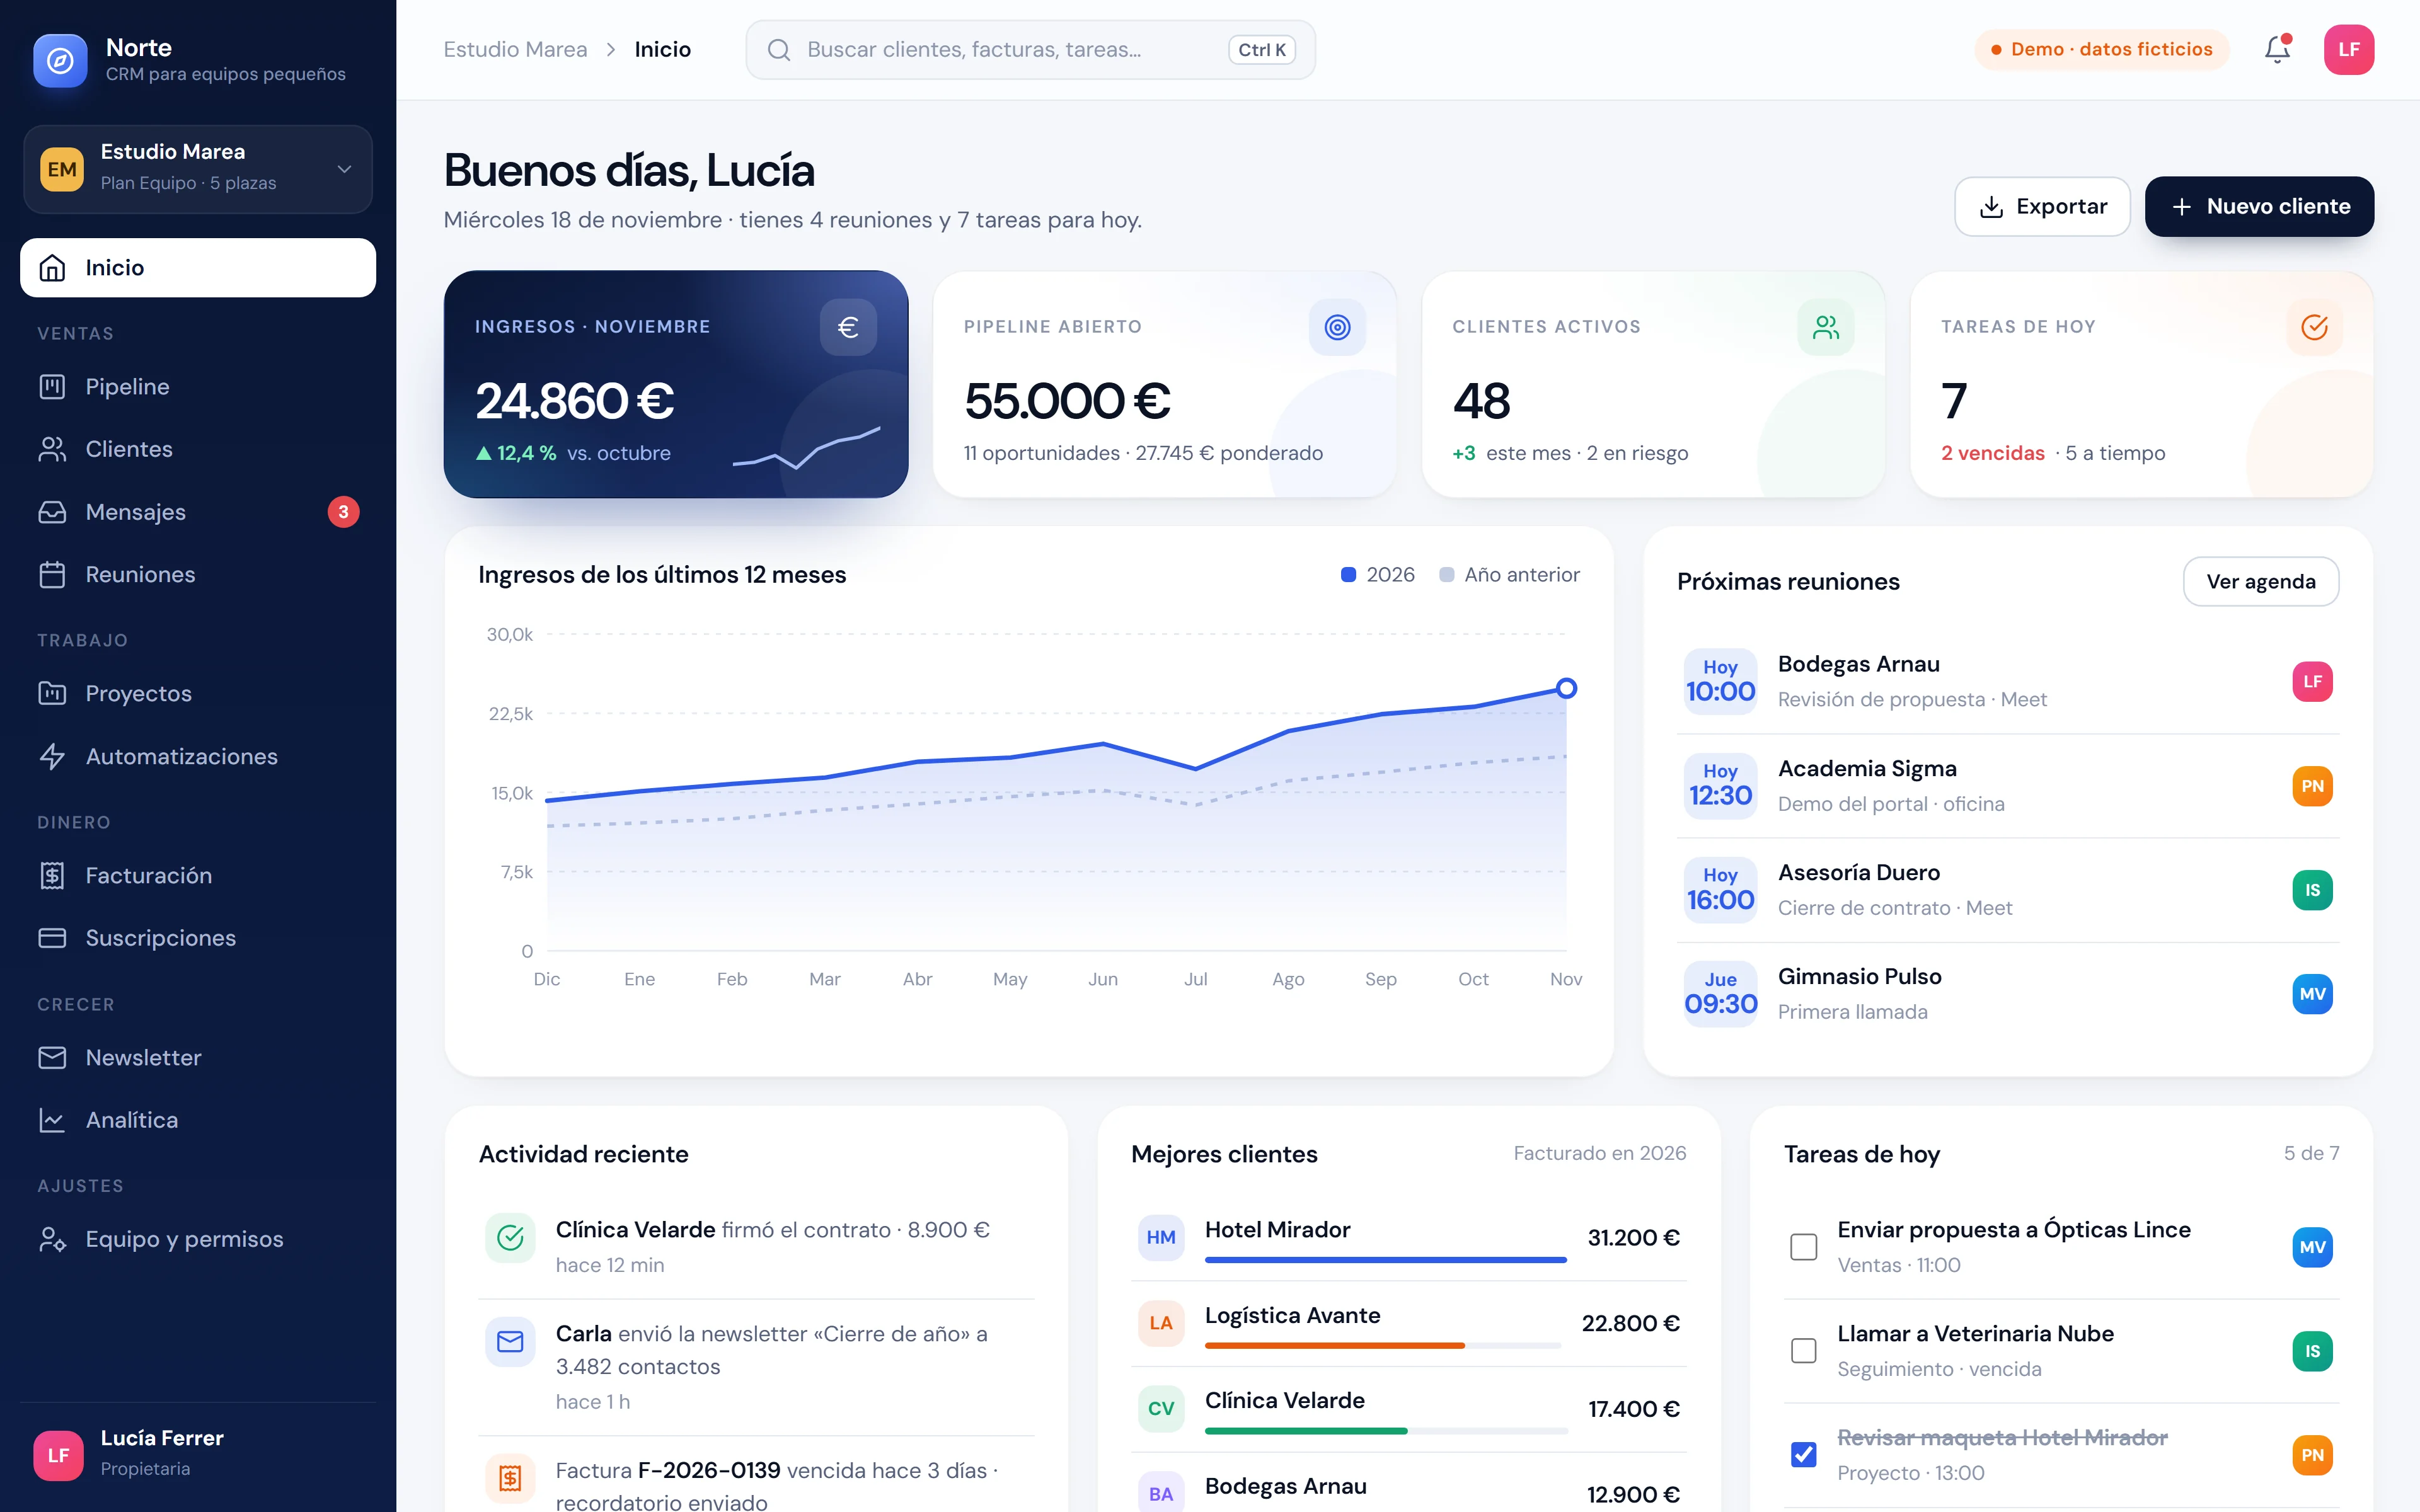 Norte
CRM para equipos pequeños
EM
Estudio Marea
Plan Equipo · 5 plazas
Inicio
VENTAS
Pipeline
Clientes
Mensajes
3
Reuniones
TRABAJO
Proyectos
Automatizaciones
DINERO
Facturación
Suscripciones
CRECER
Newsletter
Analítica
AJUSTES
Equipo y permisos
LF
Lucía Ferrer
Propietaria
Estudio Marea > Inicio
Buscar clientes, facturas, tareas...
Ctrl K
Demo · datos ficticios
LF
Buenos días, Lucía
Miércoles 18 de noviembre · tienes 4 reuniones y 7 tareas para hoy.
Exportar
Nuevo cliente
INGRESOS · NOVIEMBRE
€
24.860 €
▲ 12,4 % vs. octubre
PIPELINE ABIERTO
55.000 €
11 oportunidades · 27.745 € ponderado
CLIENTES ACTIVOS
48
+3 este mes · 2 en riesgo
TAREAS DE HOY
7
2 vencidas · 5 a tiempo
Ingresos de los últimos 12 meses
2026
Año anterior
30,0k
22,5k
15,0k
7,5k
0
Dic Ene Feb Mar Abr May Jun Jul Ago Sep Oct Nov
Próximas reuniones
Ver agenda
Hoy
10:00
Bodegas Arnau
Revisión de propuesta · Meet
LF
Hoy
12:30
Academia Sigma
Demo del portal · oficina
PN
Hoy
16:00
Asesoría Duero
Cierre de contrato · Meet
IS
Jue
09:30
Gimnasio Pulso
Primera llamada
MV
Actividad reciente
Clínica Velarde firmó el contrato · 8.900 €
hace 12 min
Carla envió la newsletter «Cierre de año» a
3.482 contactos
hace 1 h
Factura F-2026-0139 vencida hace 3 días ·
recordatorio enviado
Mejores clientes
Facturado en 2026
HM
Hotel Mirador
31.200 €
LA
Logística Avante
22.800 €
CV
Clínica Velarde
17.400 €
BA
Bodegas Arnau
12.900 €
Tareas de hoy
5 de 7
Enviar propuesta a Ópticas Lince
Ventas · 11:00
MV
Llamar a Veterinaria Nube
Seguimiento · vencida
IS
Revisar maqueta Hotel Mirador
Proyecto · 13:00
PN